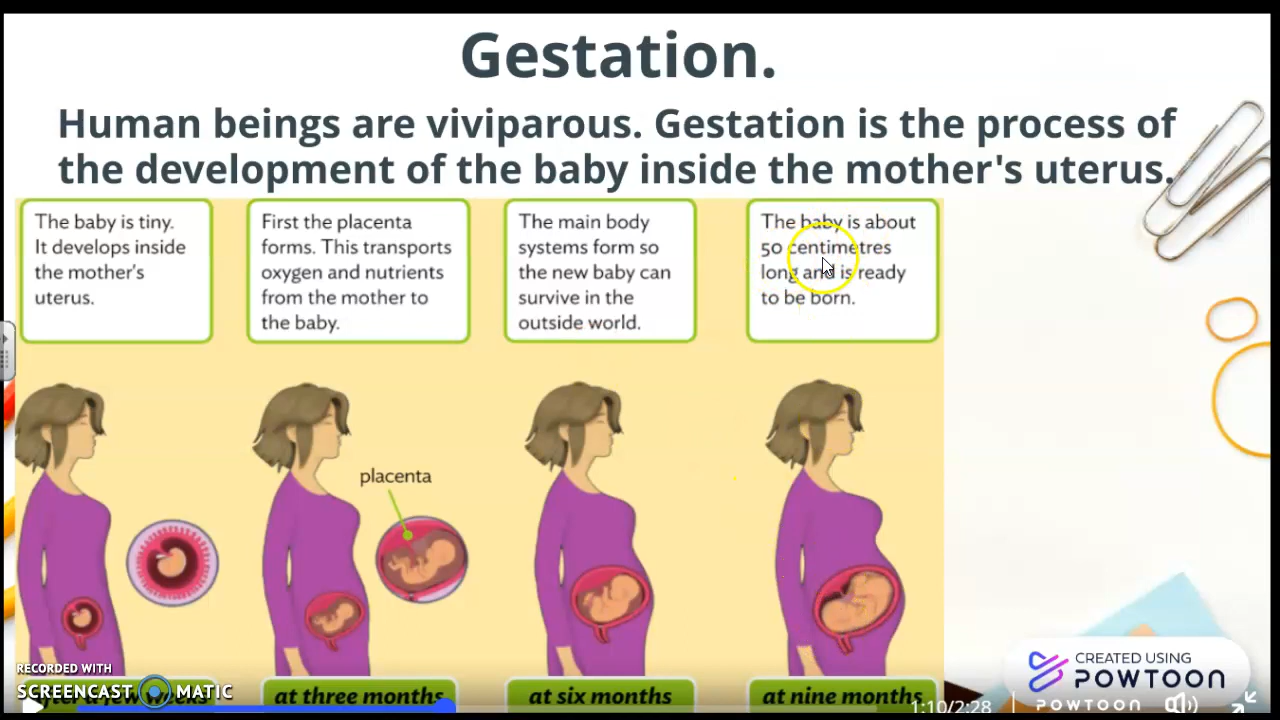 Gestation.
Human beings are viviparous. Gestation is the process of
the development of the baby inside the mother's uterus.
The baby is tiny.
It develops inside
the mother's
uterus.
First the placenta
forms. This transports
oxygen and nutrients
from the mother to
the baby.
The main body
systems form so
the new baby can
survive in the
outside world.
The baby is about
50 centimetres
long and is ready
to be born.
placenta
after a few weeks
at three months
at six months
at nine months
RECORDED WITH
SCREENCAST MATIC
CREATED USING
POWTOON
POWTOON
1:10/2:28